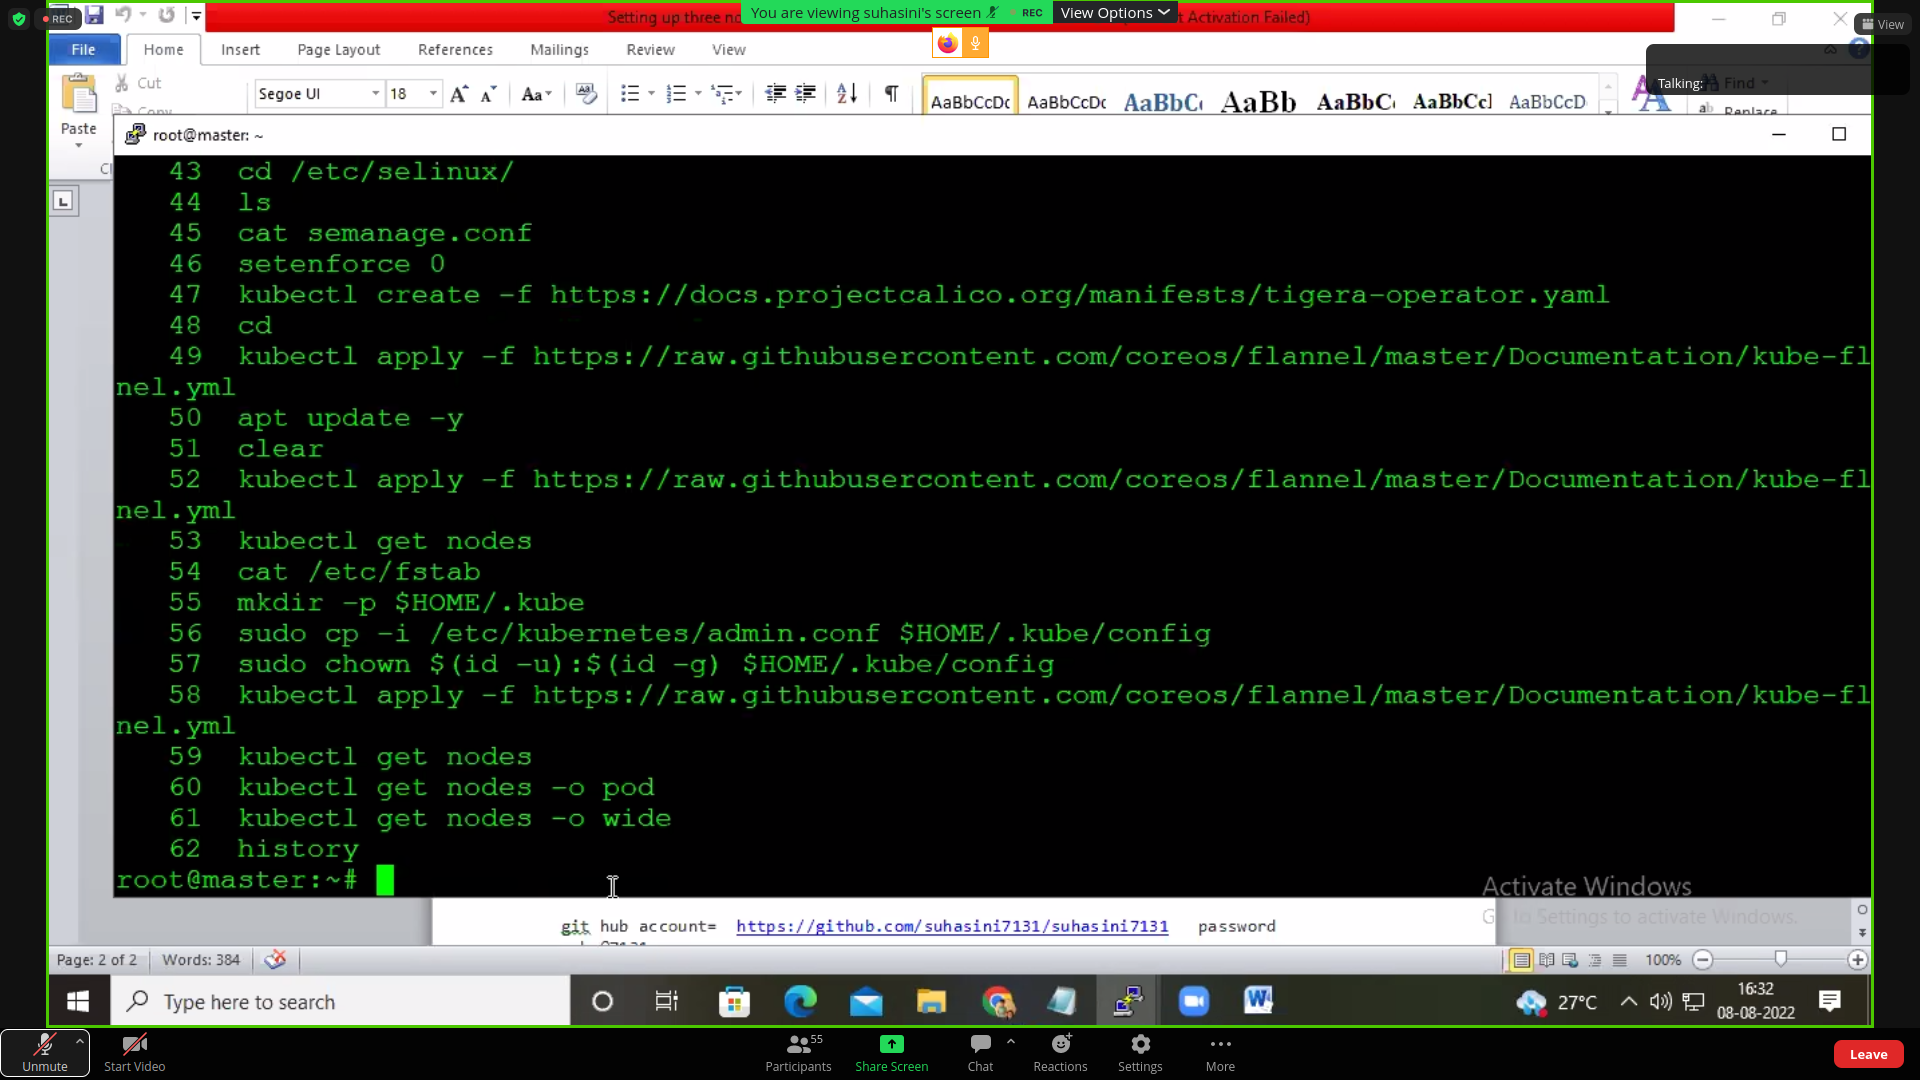 REC
Setting up three no
You are viewing suhasini's screen
REC
View Options
t Activation Failed)
View
File
Home
Insert
Page Layout
References
Mailings
Review
View
Talking:
Find
Cut
Copy
Paste
Segoe UI
18
Aa
AaBbCcDc
AaBbCcDc
AaBbC
AaBb
AaBbC
AaBbCcI
AaBbCcD
Replace
root@master: ~
43 cd /etc/selinux/
44 ls
45 cat semanage.conf
46 setenforce 0
47 kubectl create -f https://docs.projectcalico.org/manifests/tigera-operator.yaml
48 cd
49 kubectl apply -f https://raw.githubusercontent.com/coreos/flannel/master/Documentation/kube-fl
nel.yml
50 apt update -y
51 clear
52 kubectl apply -f https://raw.githubusercontent.com/coreos/flannel/master/Documentation/kube-fl
nel.yml
53 kubectl get nodes
54 cat /etc/fstab
55 mkdir -p $HOME/.kube
56 sudo cp -i /etc/kubernetes/admin.conf $HOME/.kube/config
57 sudo chown $(id -u):$(id -g) $HOME/.kube/config
58 kubectl apply -f https://raw.githubusercontent.com/coreos/flannel/master/Documentation/kube-fl
nel.yml
59 kubectl get nodes
60 kubectl get nodes -o pod
61 kubectl get nodes -o wide
62 history
root@master:~#
Activate Windows
to Settings to activate Windows.
git hub account= https://github.com/suhasini7131/suhasini7131 password
Page: 2 of 2
Words: 384
100%
Type here to search
27°C
16:32
08-08-2022
Unmute
Start Video
Participants
55
Share Screen
Chat
Reactions
Settings
More
Leave